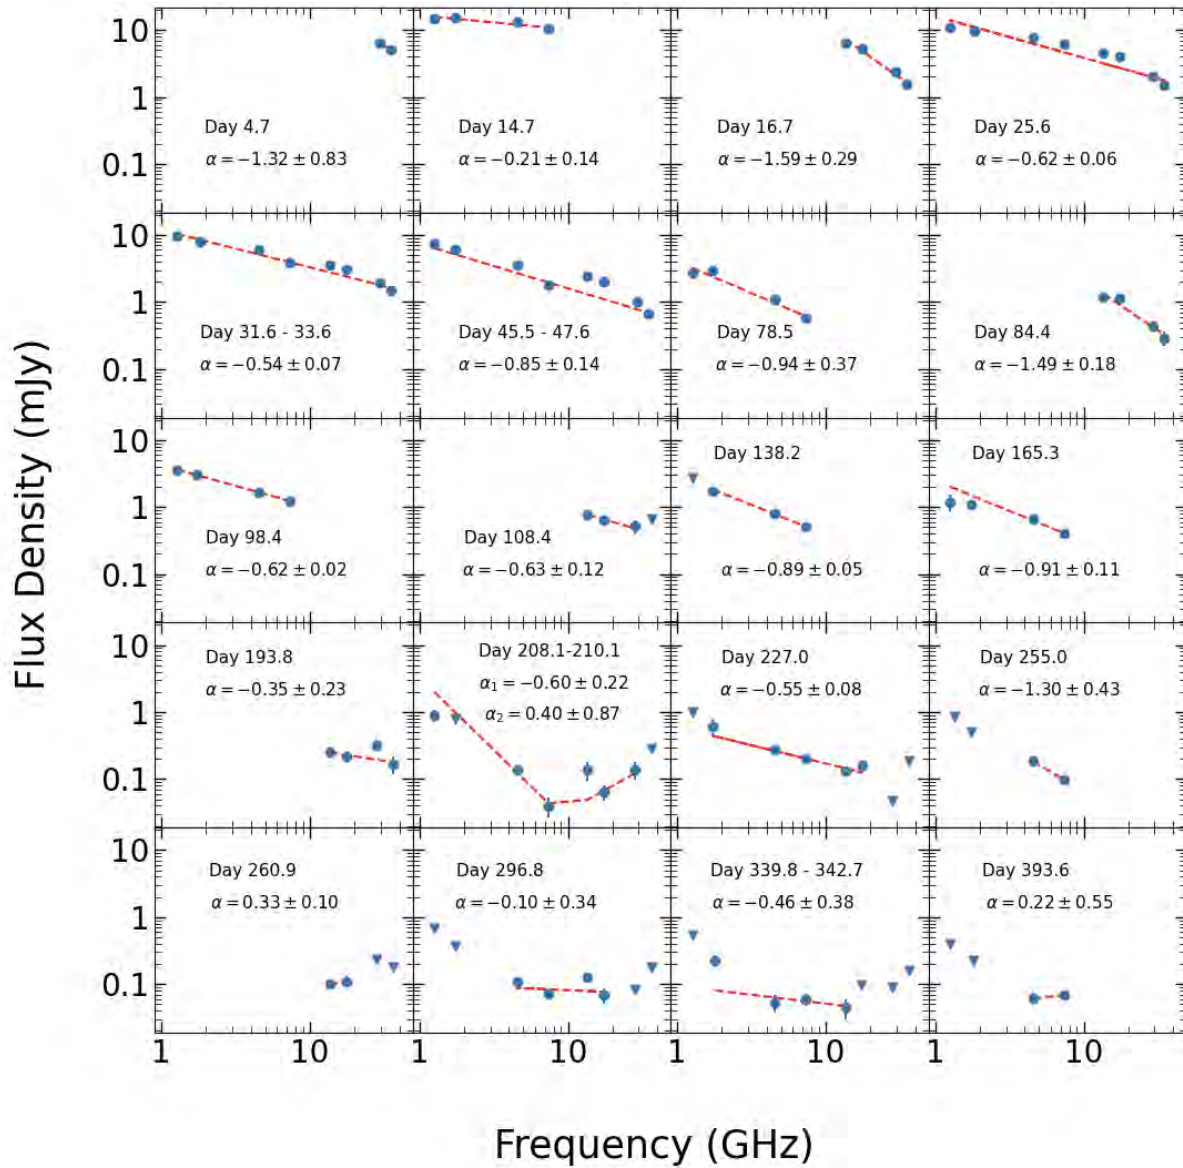 Flux Density (mJy)
10
1
0.1
Day 4.7
α = −1.32 ± 0.83
Day 14.7
α = −0.21 ± 0.14
Day 16.7
α = −1.59 ± 0.29
Day 25.6
α = −0.62 ± 0.06
10
1
0.1
Day 31.6 - 33.6
α = −0.54 ± 0.07
Day 45.5 - 47.6
α = −0.85 ± 0.14
Day 78.5
α = −0.94 ± 0.37
Day 84.4
α = −1.49 ± 0.18
10
1
0.1
Day 98.4
α = −0.62 ± 0.02
Day 108.4
α = −0.63 ± 0.12
Day 138.2
α = −0.89 ± 0.05
Day 165.3
α = −0.91 ± 0.11
10
1
0.1
Day 193.8
α = −0.35 ± 0.23
Day 208.1-210.1
α₁ = −0.60 ± 0.22
α₂ = 0.40 ± 0.87
Day 227.0
α = −0.55 ± 0.08
Day 255.0
α = −1.30 ± 0.43
10
1
0.1
Day 260.9
α = 0.33 ± 0.10
Day 296.8
α = −0.10 ± 0.34
Day 339.8 - 342.7
α = −0.46 ± 0.38
Day 393.6
α = 0.22 ± 0.55
1 10 1 10 1 10 1 10
Frequency (GHz)